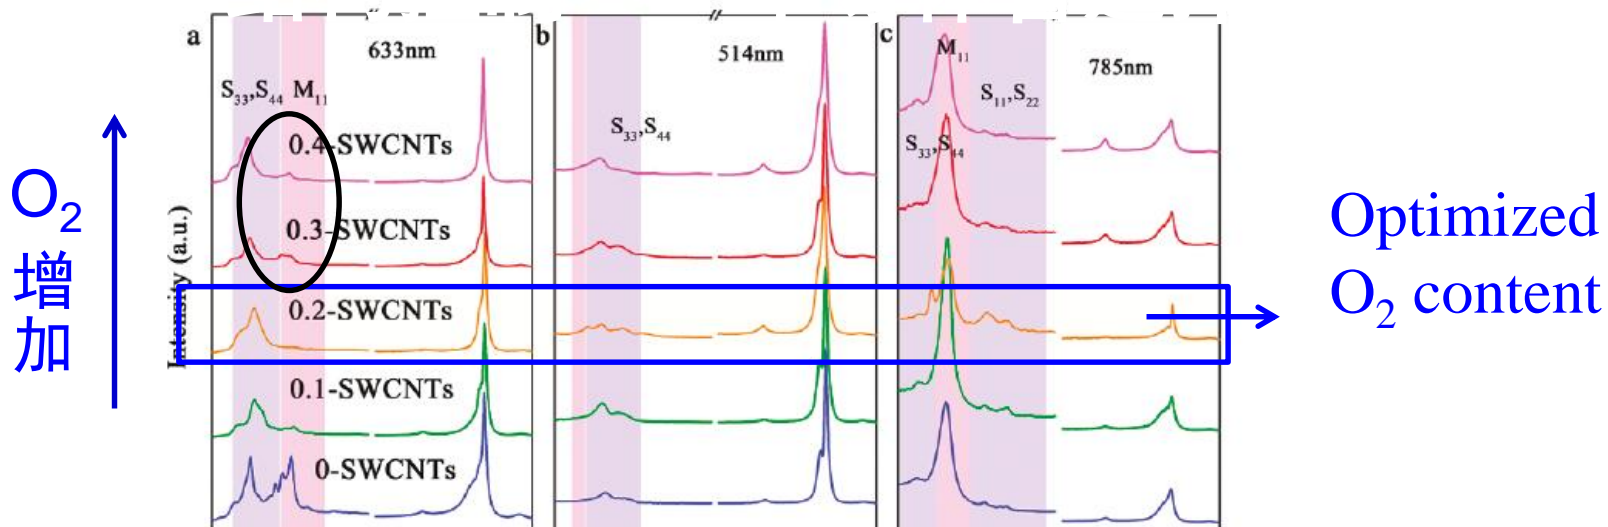 O₂
增
加
Intensity (a.u.)
a
633nm
S₃₃,S₄₄ M₁₁
0.4-SWCNTs
0.3-SWCNTs
0.2-SWCNTs
0.1-SWCNTs
0-SWCNTs
b
514nm
S₃₃,S₄₄
c
M₁₁
785nm
S₁₁,S₂₂
S₃₃,S₄₄
Optimized
O₂ content